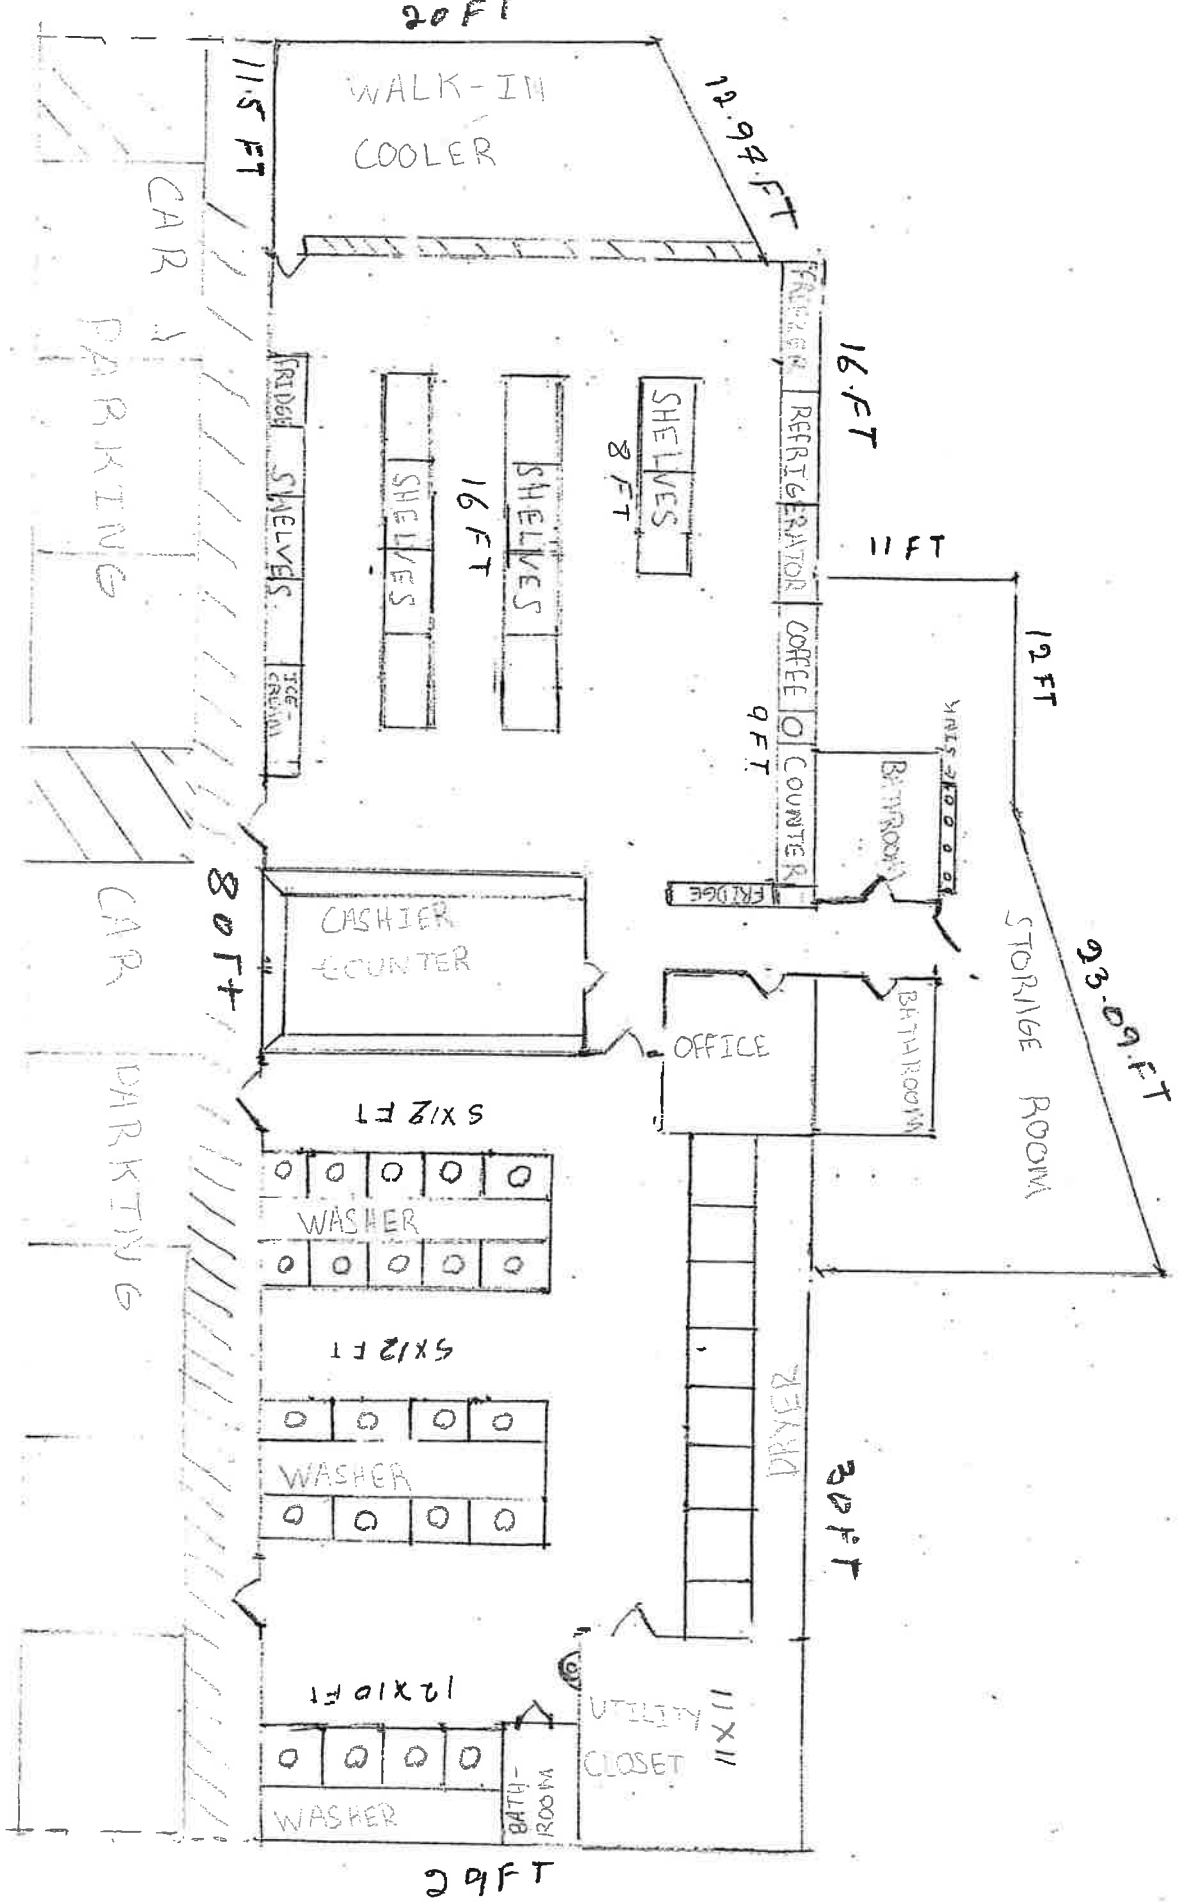 20 FT
WALK-IN
COOLER
11.5 FT
12.97.FT
CAR
PARKING
FREEZER
REFRIGERATOR
16.FT
FRIDGE
SHELVES
ICE-
CREAM
SHELVES
16 FT
SHELVES
SHELVES
8 FT
11 FT
12 FT
COFFEE
COUNTER
9 FT.
BATHROOM
SINK
FRIDGE
80 FT
CASHIER
COUNTER
CAR
PARKING
OFFICE
BATHROOM
STORAGE ROOM
23.09.FT
5X12 FT
WASHER
5X12 FT
WASHER
DRYER
30 FT
12X10 FT
WASHER
BATH-
ROOM
UTILITY
CLOSET
11X11
29 FT